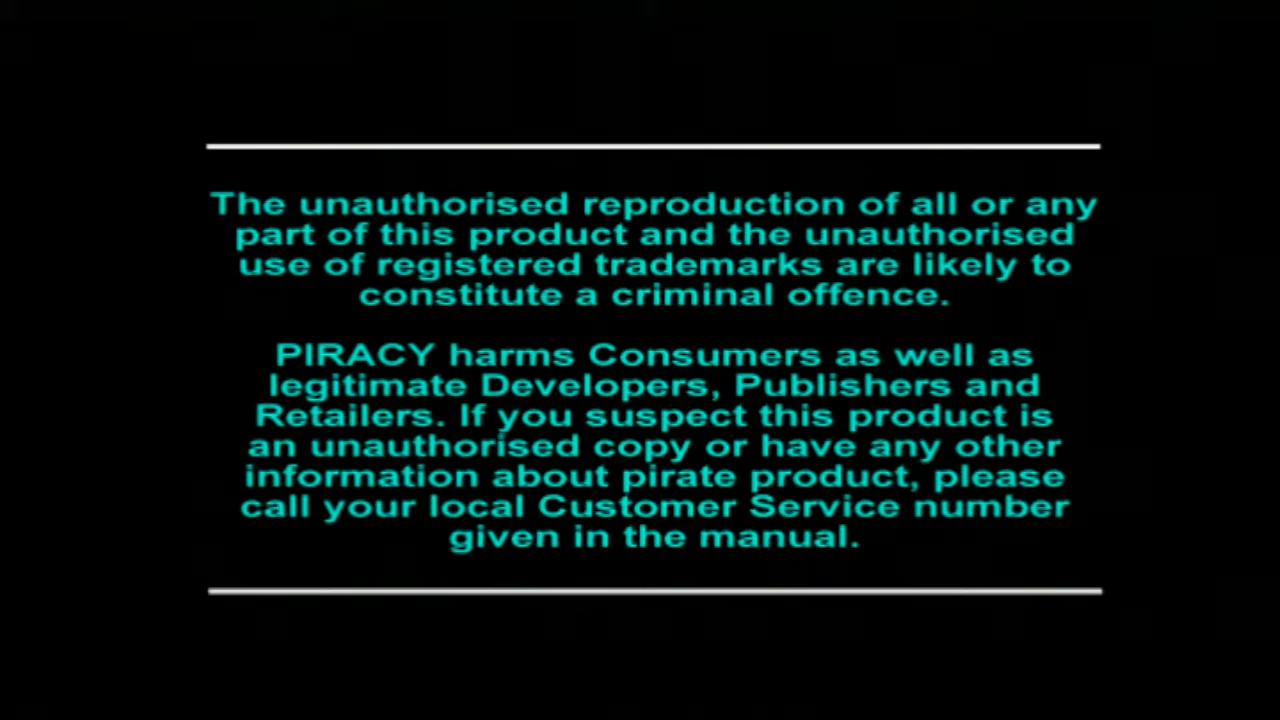 The unauthorised reproduction of all or any
part of this product and the unauthorised
use of registered trademarks are likely to
constitute a criminal offence.
PIRACY harms Consumers as well as
legitimate Developers, Publishers and
Retailers. If you suspect this product is
an unauthorised copy or have any other
information about pirate product, please
call your local Customer Service number
given in the manual.